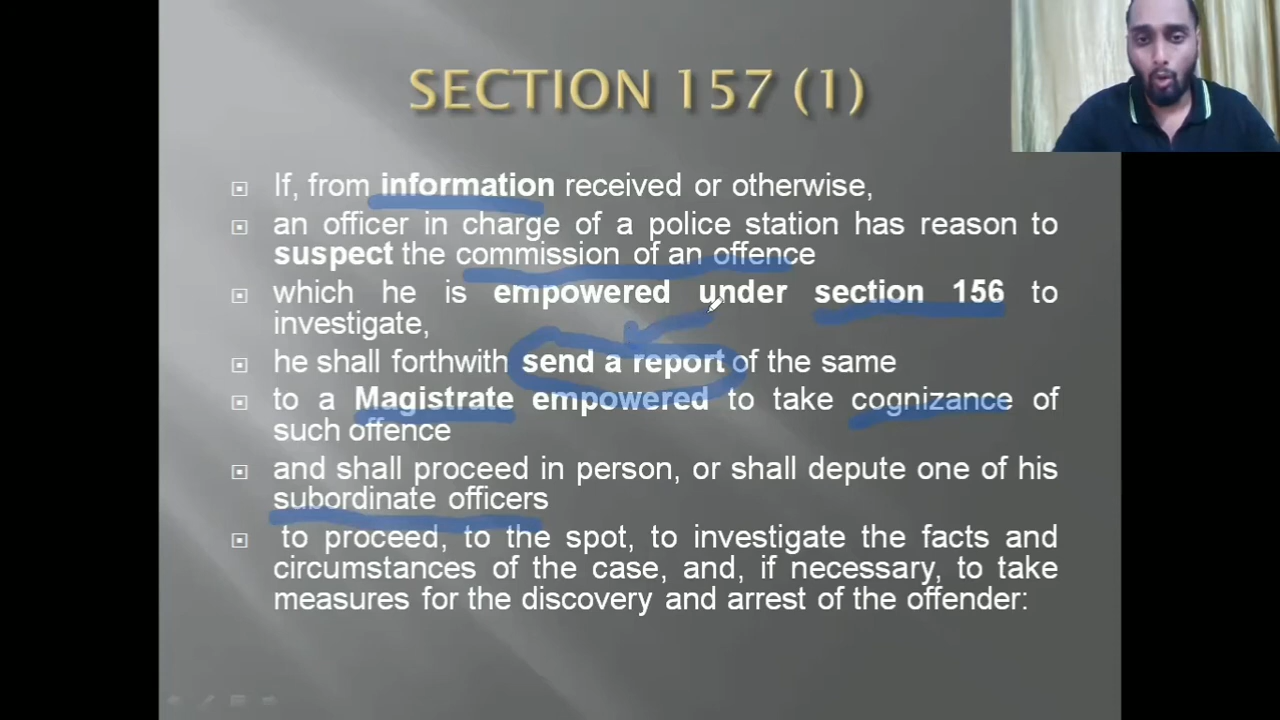 SECTION 157 (1)
If, from information received or otherwise,
an officer in charge of a police station has reason to
suspect the commission of an offence
which he is empowered under section 156 to
investigate,
he shall forthwith send a report of the same
to a Magistrate empowered to take cognizance of
such offence
and shall proceed in person, or shall depute one of his
subordinate officers
to proceed, to the spot, to investigate the facts and
circumstances of the case, and, if necessary, to take
measures for the discovery and arrest of the offender: